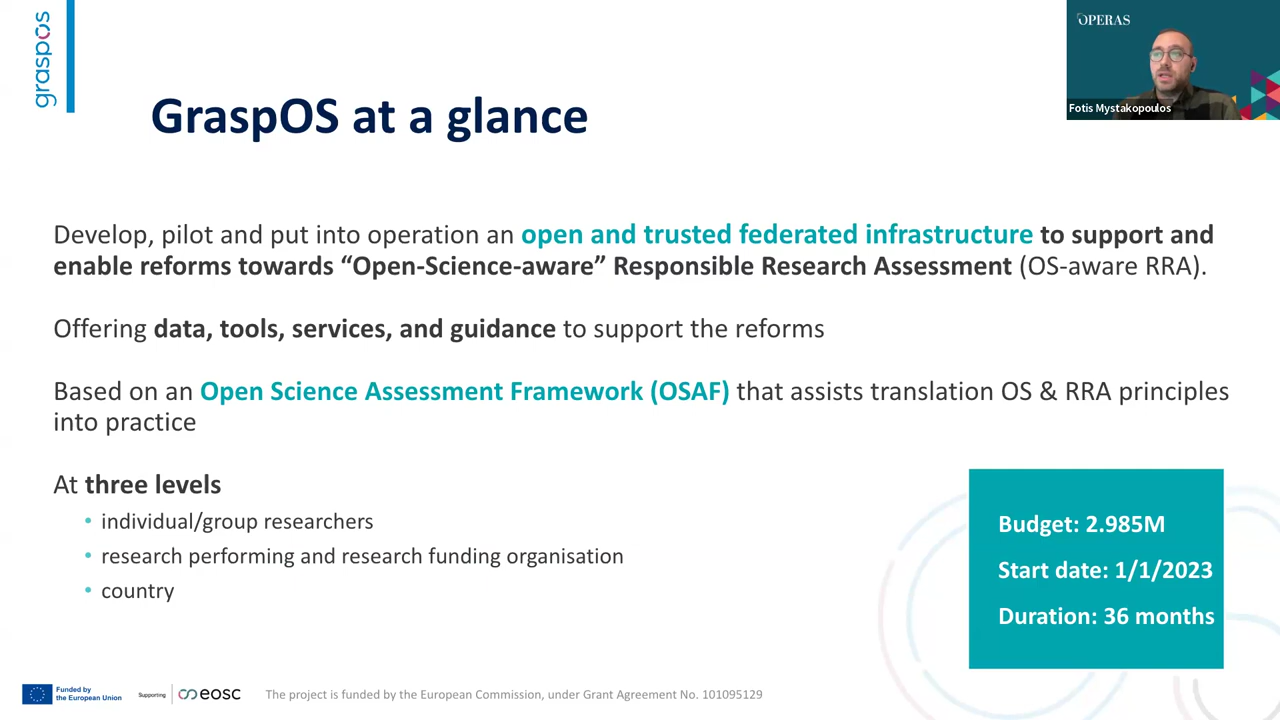 graspos
OPERAS
Fotis Mystakopoulos
GraspOS at a glance
Develop, pilot and put into operation an open and trusted federated infrastructure to support and
enable reforms towards “Open-Science-aware” Responsible Research Assessment (OS-aware RRA).
Offering data, tools, services, and guidance to support the reforms
Based on an Open Science Assessment Framework (OSAF) that assists translation OS & RRA principles
into practice
At three levels
• individual/group researchers
• research performing and research funding organisation
• country
Budget: 2.985M
Start date: 1/1/2023
Duration: 36 months
Funded by
the European Union
Supporting
eosc
The project is funded by the European Commission, under Grant Agreement No. 101095129